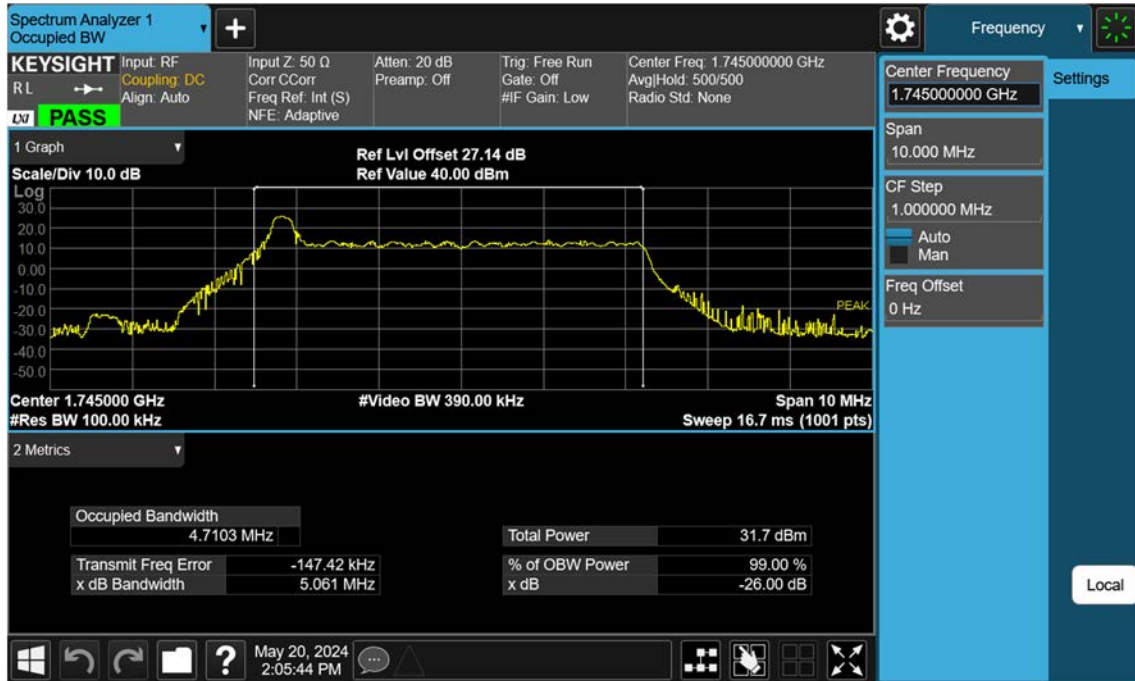 Spectrum Analyzer 1
Occupied BW
Frequency
KEYSIGHT
R L
LXI
PASS
Input: RF
Coupling: DC
Align: Auto
Input Z: 50 Ω
Corr CCorr
Freq Ref: Int (S)
NFE: Adaptive
Atten: 20 dB
Preamp: Off
Trig: Free Run
Gate: Off
#IF Gain: Low
Center Freq: 1.745000000 GHz
Avg|Hold: 500/500
Radio Std: None
Center Frequency
1.745000000 GHz
Settings
Span
10.000 MHz
CF Step
1.000000 MHz
Auto
Man
Freq Offset
0 Hz
Local
1 Graph
Scale/Div 10.0 dB
Ref Lvl Offset 27.14 dB
Ref Value 40.00 dBm
Log
30.0
20.0
10.0
0.00
-10.0
-20.0
-30.0
-40.0
-50.0
PEAK
Center 1.745000 GHz
#Video BW 390.00 kHz
Span 10 MHz
#Res BW 100.00 kHz
Sweep 16.7 ms (1001 pts)
2 Metrics
Occupied Bandwidth
4.7103 MHz
Total Power 31.7 dBm
Transmit Freq Error -147.42 kHz
% of OBW Power 99.00 %
x dB Bandwidth 5.061 MHz
x dB -26.00 dB
?
May 20, 2024
2:05:44 PM